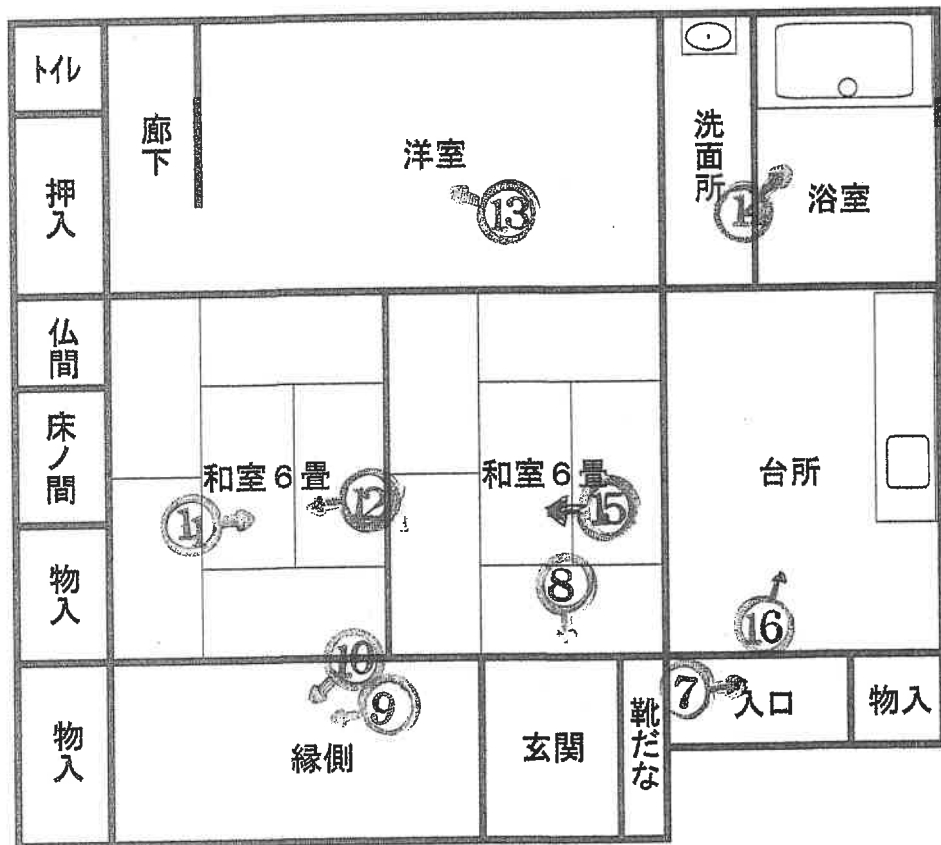 トイレ
廊下
洋室
洗面所
浴室
押入
13
14
仏間
床ノ間
和室6畳
和室6畳
台所
11
12
15
物入
8
16
10
9
7
物入
縁側
玄関
靴だな
入口
物入